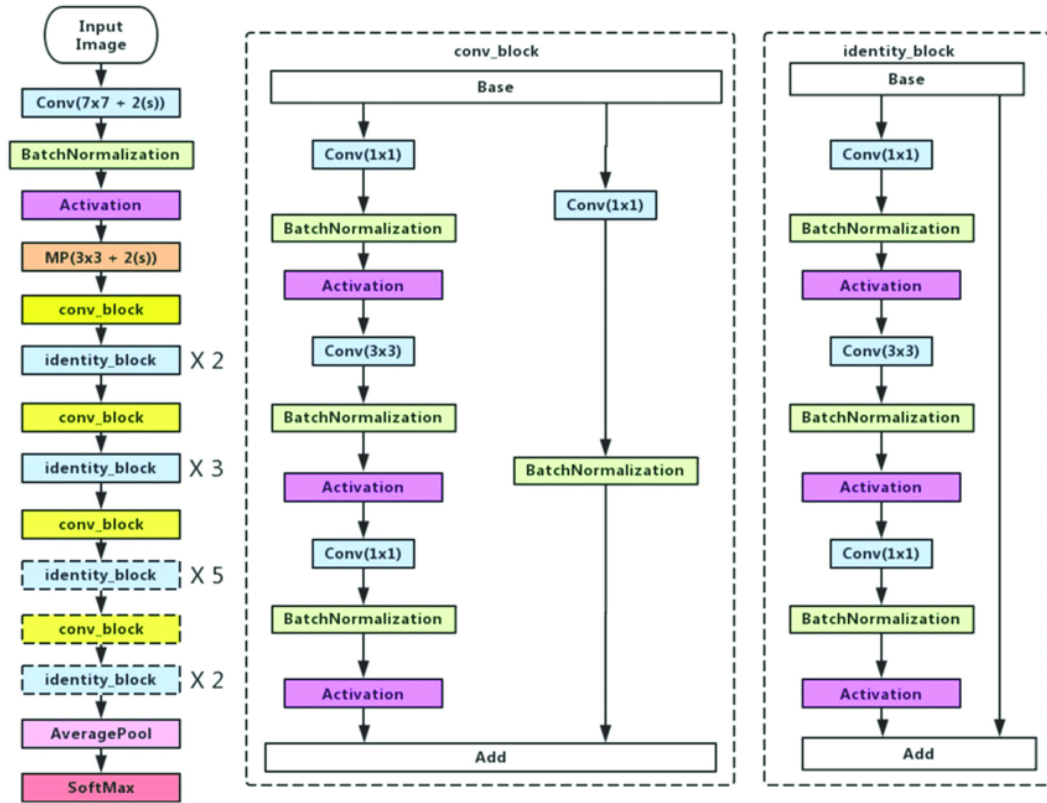 Input
Image
Conv(7x7 + 2(s))
BatchNormalization
Activation
MP(3x3 + 2(s))
conv_block
identity_block X 2
conv_block
identity_block X 3
conv_block
identity_block X 5
conv_block
identity_block X 2
AveragePool
SoftMax
conv_block
Base
Conv(1x1)
BatchNormalization
Activation
Conv(3x3)
BatchNormalization
Activation
Conv(1x1)
BatchNormalization
Activation
Conv(1x1)
BatchNormalization
Add
identity_block
Base
Conv(1x1)
BatchNormalization
Activation
Conv(3x3)
BatchNormalization
Activation
Conv(1x1)
BatchNormalization
Activation
Add